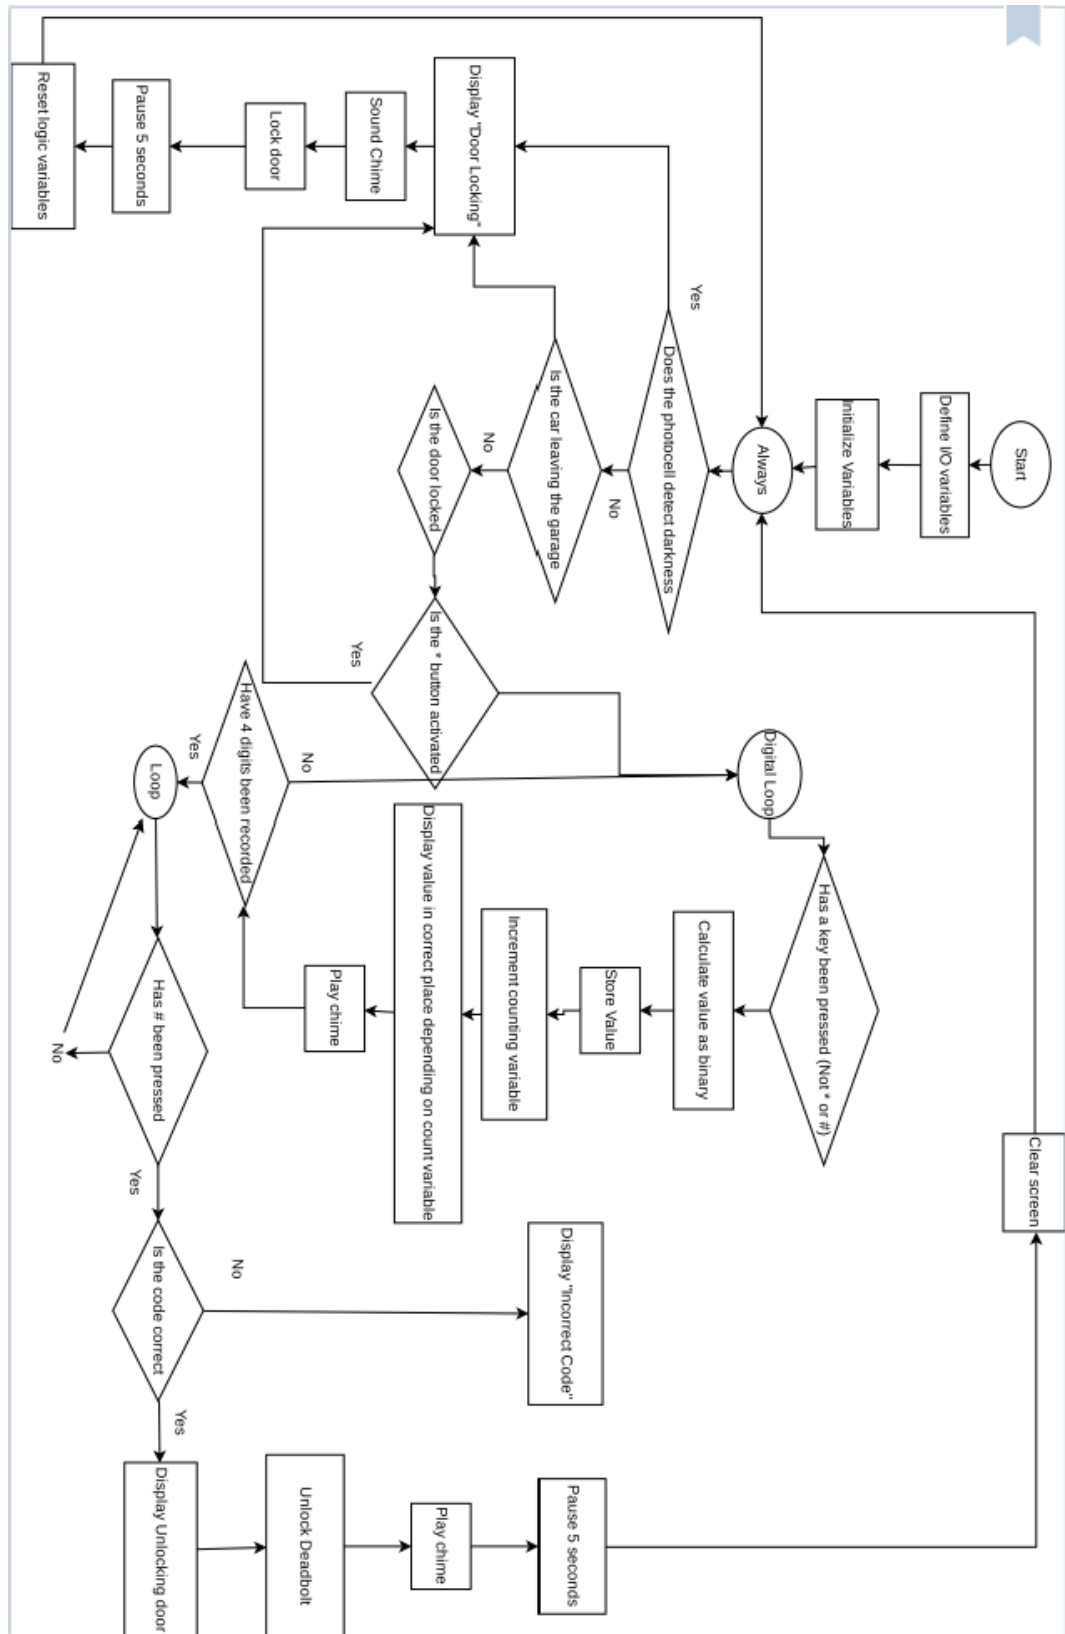 Start
Define I/O variables
Initialize Variables
Always
Does the photocell detect darkness
Yes
No
Is the car leaving the garage
No
Is the door locked
Is the * button activated
Yes
Display "Door Locking"
Sound Chime
Lock door
Pause 5 seconds
Reset logic variables
Digital Loop
Has a key been pressed (Not * or #)
Calculate value as binary
Store Value
Increment counting variable
Display value in correct place depending on count variable
Play chime
Have 4 digits been recorded
No
Yes
Loop
Has # been pressed
No
Yes
Is the code correct
No
Display "Incorrect Code"
Yes
Display Unlocking door
Unlock Deadbolt
Play chime
Pause 5 seconds
Clear screen